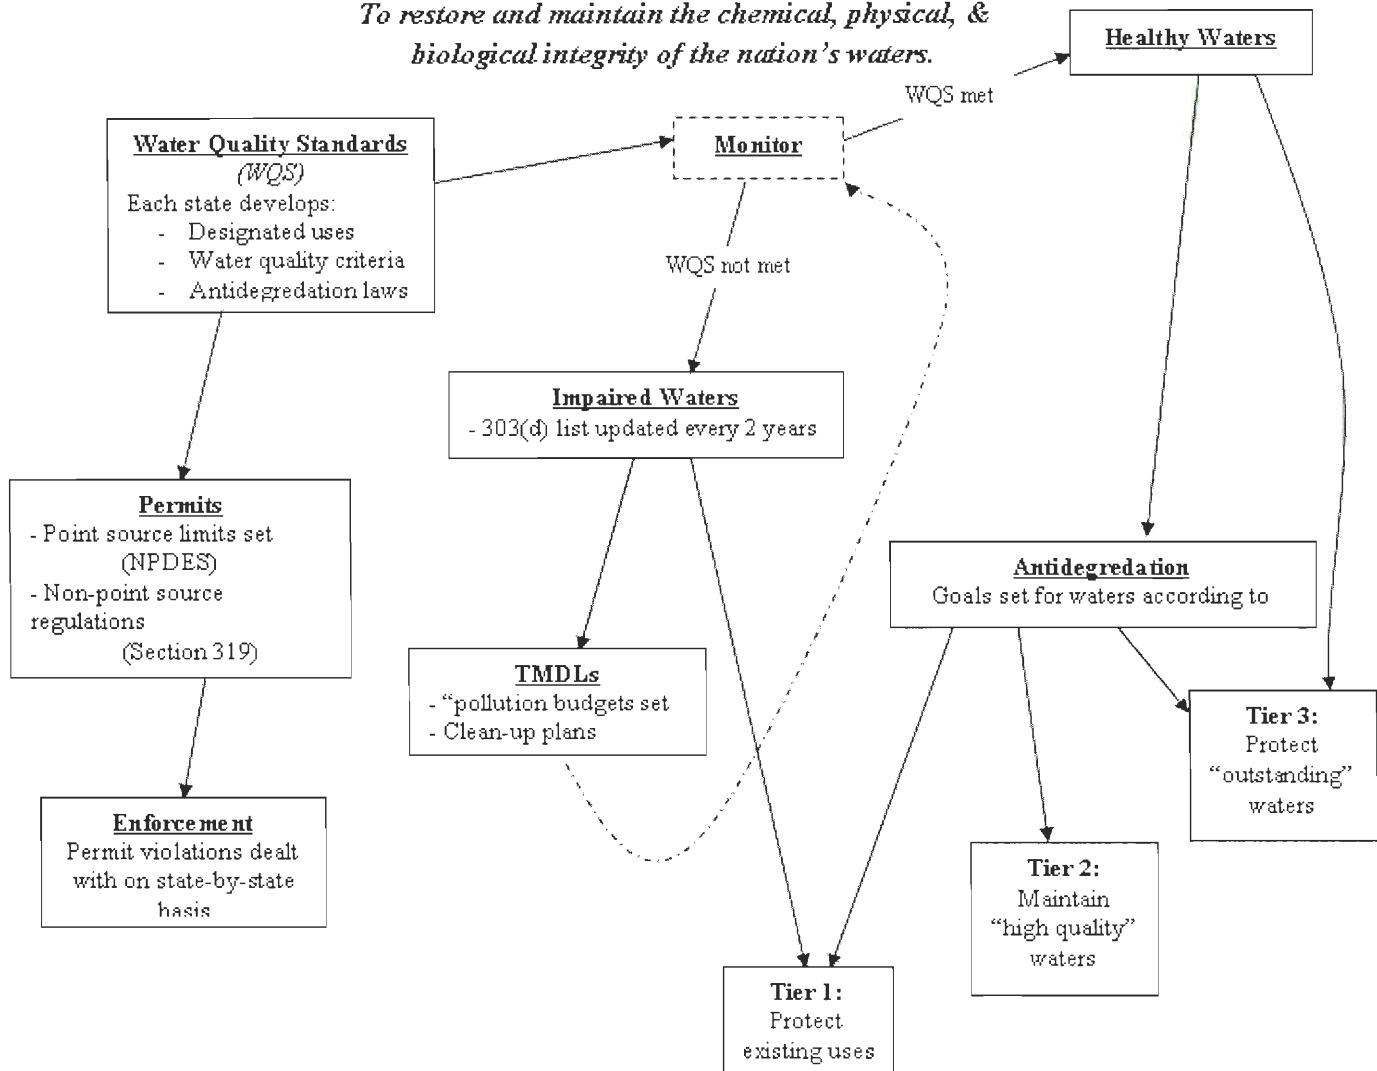 To restore and maintain the chemical, physical, &
biological integrity of the nation's waters.
Healthy Waters
WQS met
Water Quality Standards
(WQS)
Each state develops:
- Designated uses
- Water quality criteria
- Antidegredation laws
Monitor
WQS not met
Impaired Waters
- 303(d) list updated every 2 years
Permits
- Point source limits set
(NPDES)
- Non-point source
regulations
(Section 319)
Antidegredation
Goals set for waters according to
TMDLs
- “pollution budgets set
- Clean-up plans
Tier 3:
Protect
“outstanding”
waters
Enforcement
Permit violations dealt
with on state-by-state
basis
Tier 2:
Maintain
“high quality”
waters
Tier 1:
Protect
existing uses